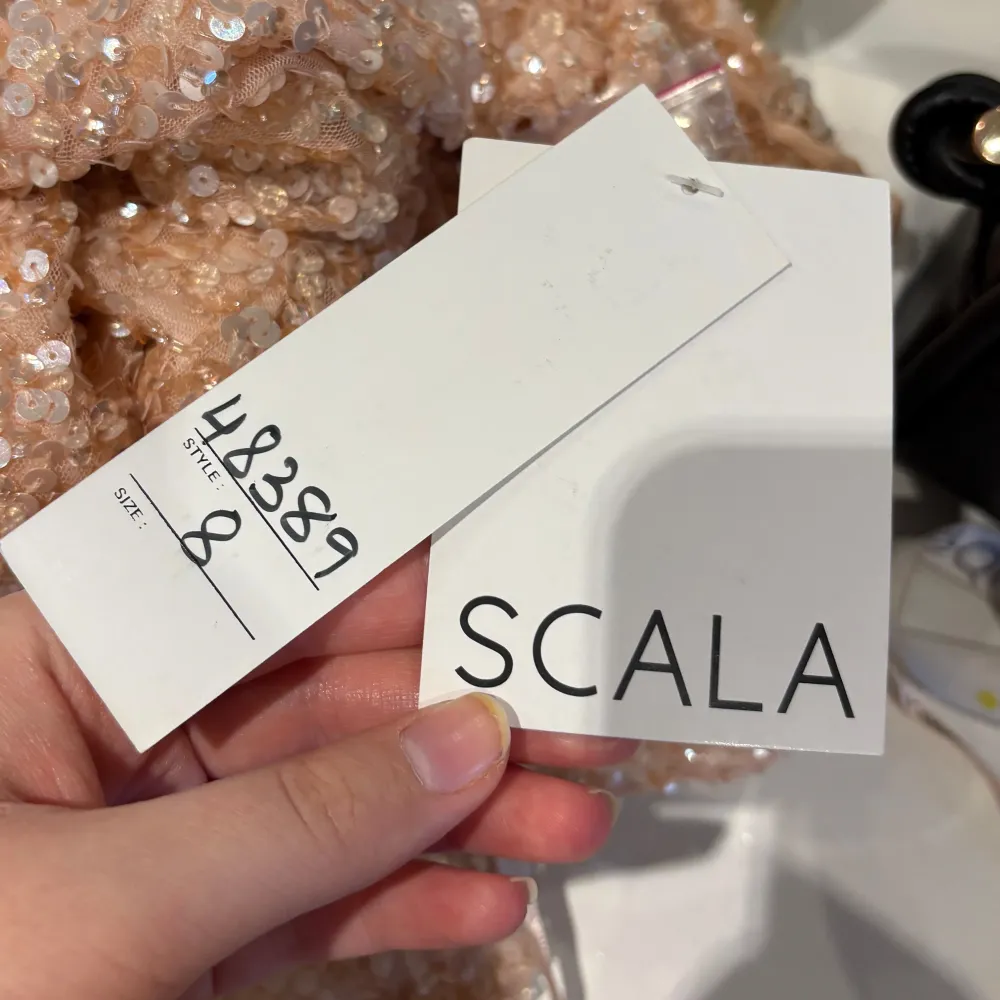 48389
STYLE :
8
SIZE :
SCALA